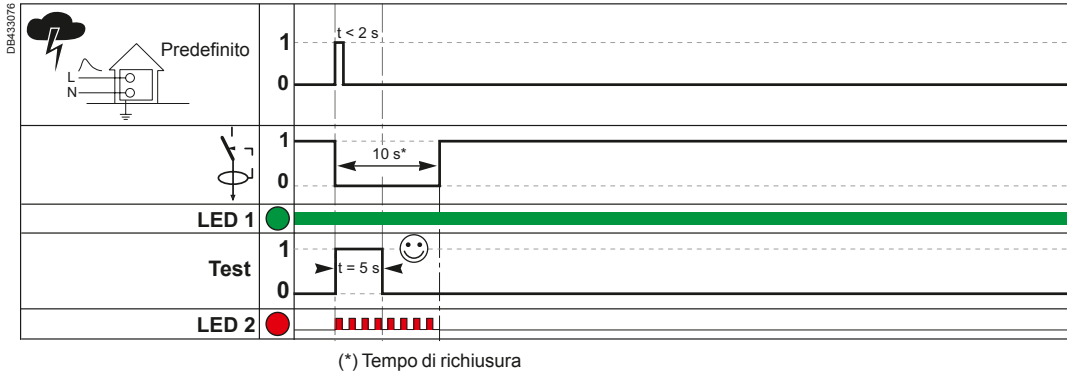 DB433076
Predefinito
L
N
1
t < 2 s
0
1
10 s*
0
LED 1
Test
1
t = 5 s
0
LED 2
(*) Tempo di richiusura